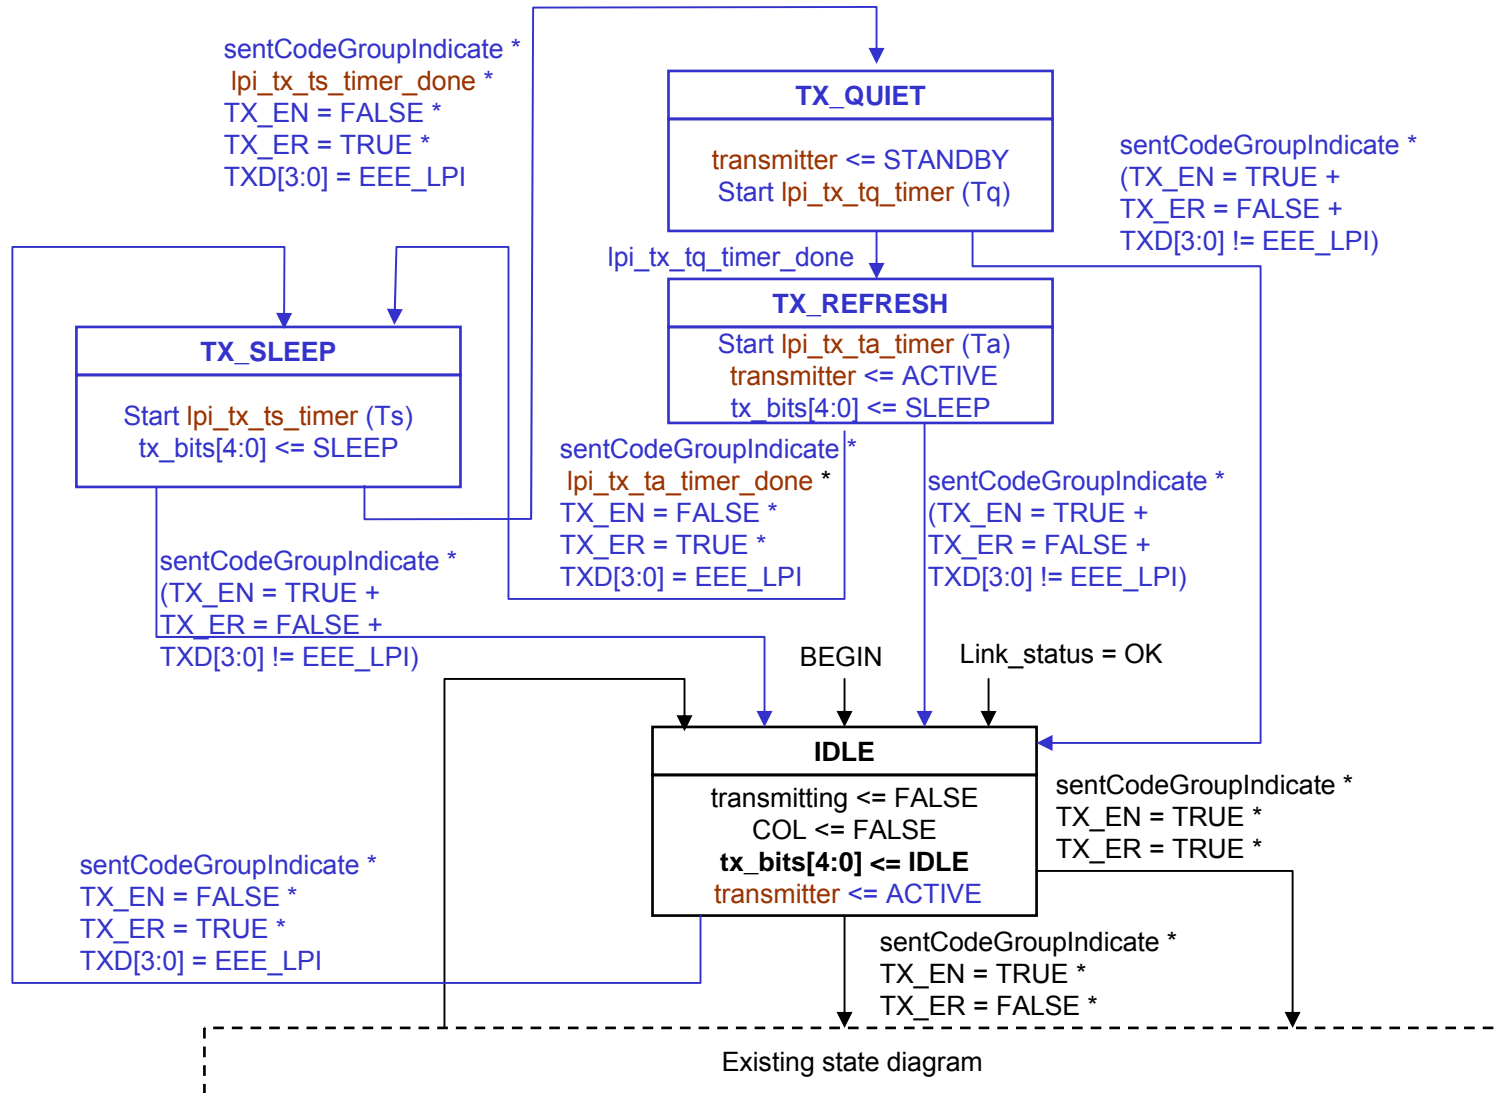 sentCodeGroupIndicate *
lpi_tx_ts_timer_done *
TX_EN = FALSE *
TX_ER = TRUE *
TXD[3:0] = EEE_LPI
TX_QUIET
transmitter <= STANDBY
Start lpi_tx_tq_timer (Tq)
sentCodeGroupIndicate *
(TX_EN = TRUE +
TX_ER = FALSE +
TXD[3:0] != EEE_LPI)
lpi_tx_tq_timer_done
TX_REFRESH
Start lpi_tx_ta_timer (Ta)
transmitter <= ACTIVE
tx_bits[4:0] <= SLEEP
TX_SLEEP
Start lpi_tx_ts_timer (Ts)
tx_bits[4:0] <= SLEEP
sentCodeGroupIndicate *
lpi_tx_ta_timer_done *
TX_EN = FALSE *
TX_ER = TRUE *
TXD[3:0] = EEE_LPI
sentCodeGroupIndicate *
(TX_EN = TRUE +
TX_ER = FALSE +
TXD[3:0] != EEE_LPI)
sentCodeGroupIndicate *
(TX_EN = TRUE +
TX_ER = FALSE +
TXD[3:0] != EEE_LPI)
BEGIN
Link_status = OK
IDLE
transmitting <= FALSE
COL <= FALSE
tx_bits[4:0] <= IDLE
transmitter <= ACTIVE
sentCodeGroupIndicate *
TX_EN = TRUE *
TX_ER = TRUE *
sentCodeGroupIndicate *
TX_EN = FALSE *
TX_ER = TRUE *
TXD[3:0] = EEE_LPI
sentCodeGroupIndicate *
TX_EN = TRUE *
TX_ER = FALSE *
Existing state diagram